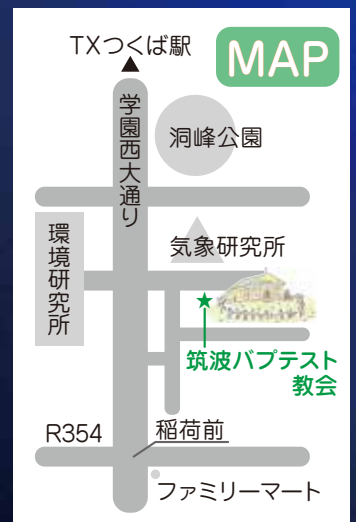 TXつくば駅
MAP
学園西大通り
洞峰公園
環境研究所
気象研究所
筑波バプテスト
教会
R354
稲荷前
ファミリーマート